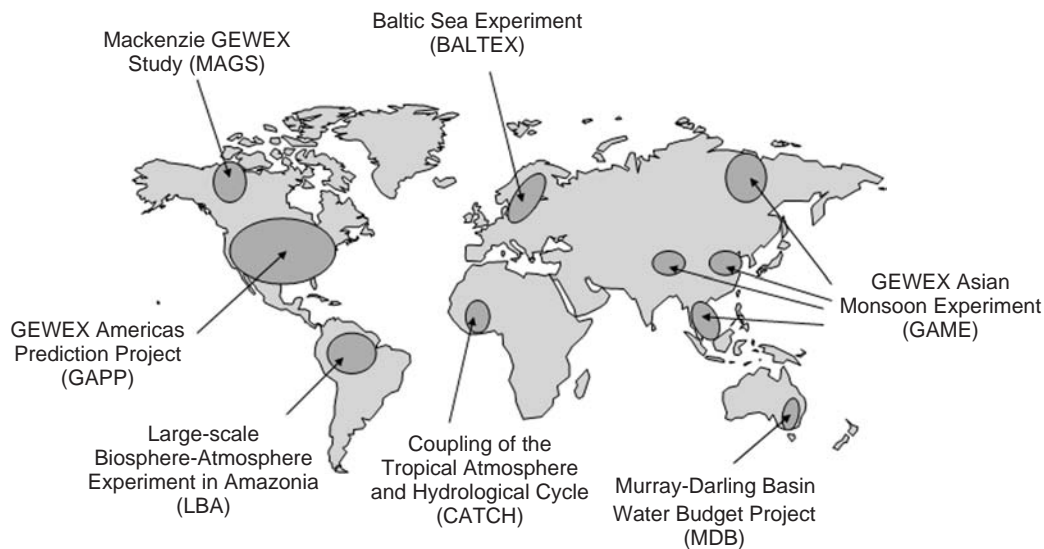 Mackenzie GEWEX
Study (MAGS)
Baltic Sea Experiment
(BALTEX)
GEWEX Asian
Monsoon Experiment
(GAME)
GEWEX Americas
Prediction Project
(GAPP)
Large-scale
Biosphere-Atmosphere
Experiment in Amazonia
(LBA)
Coupling of the
Tropical Atmosphere
and Hydrological Cycle
(CATCH)
Murray-Darling Basin
Water Budget Project
(MDB)